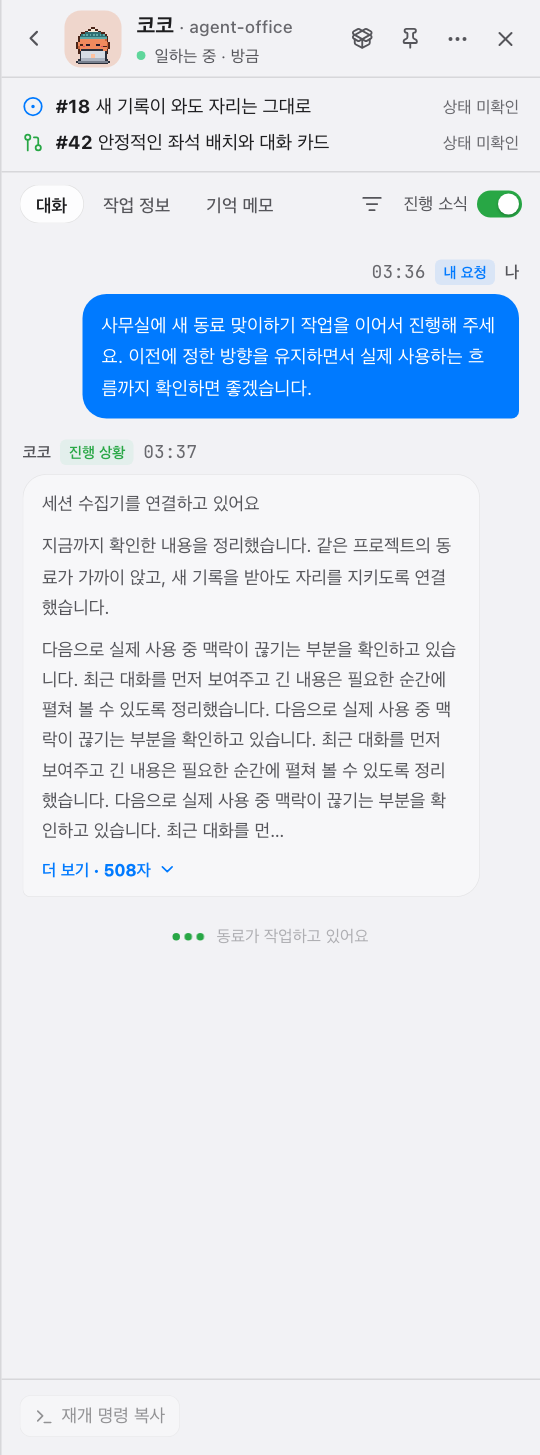 코코 · agent-office
일하는 중 · 방금
#18 새 기록이 와도 자리는 그대로 상태 미확인
#42 안정적인 좌석 배치와 대화 카드 상태 미확인
대화 작업 정보 기억 메모 진행 소식
03:36 내 요청 나
사무실에 새 동료 맞이하기 작업을 이어서 진행해 주세
요. 이전에 정한 방향을 유지하면서 실제 사용하는 흐
름까지 확인하면 좋겠습니다.
코코 진행 상황 03:37
세션 수집기를 연결하고 있어요
지금까지 확인한 내용을 정리했습니다. 같은 프로젝트의 동
료가 가까이 앉고, 새 기록을 받아도 자리를 지키도록 연결
했습니다.
다음으로 실제 사용 중 맥락이 끊기는 부분을 확인하고 있습
니다. 최근 대화를 먼저 보여주고 긴 내용은 필요한 순간에
펼쳐 볼 수 있도록 정리했습니다. 다음으로 실제 사용 중 맥
락이 끊기는 부분을 확인하고 있습니다. 최근 대화를 먼저
보여주고 긴 내용은 필요한 순간에 펼쳐 볼 수 있도록 정리
했습니다. 다음으로 실제 사용 중 맥락이 끊기는 부분을 확
인하고 있습니다. 최근 대화를 먼...
더 보기 · 508자
동료가 작업하고 있어요
재개 명령 복사